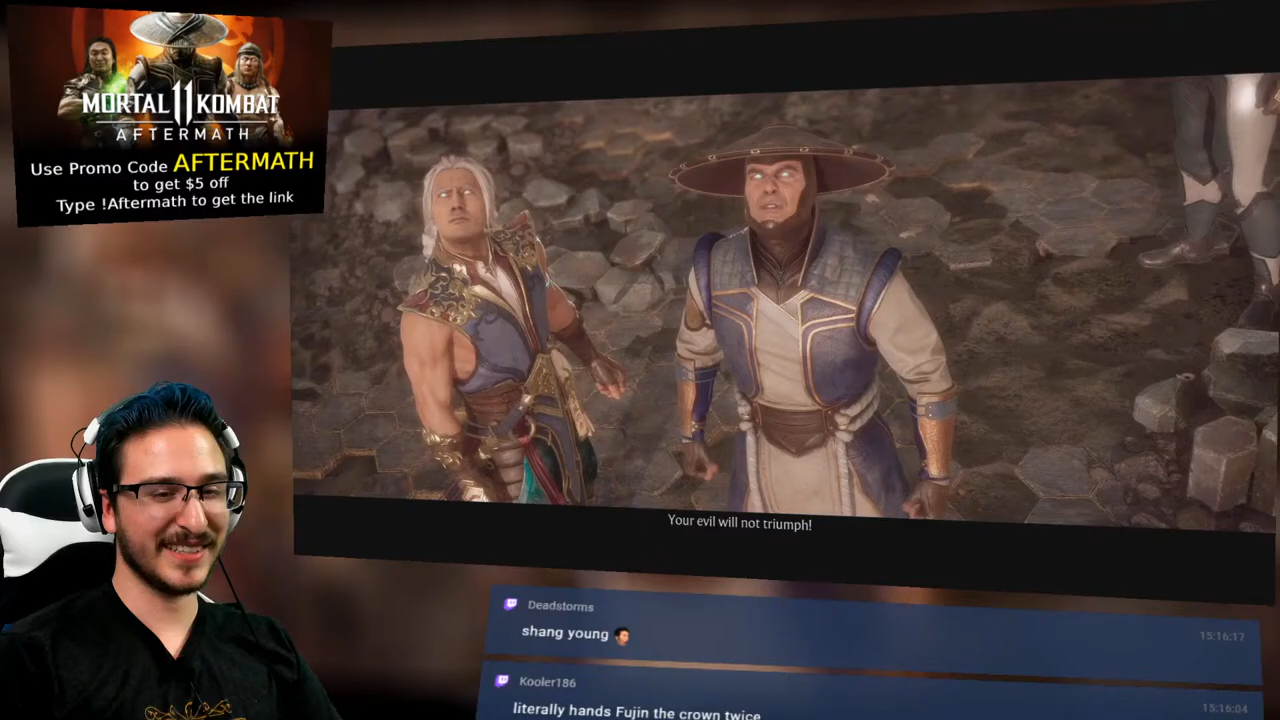 MORTAL 11 KOMBAT
AFTERMATH
Use Promo Code AFTERMATH
to get $5 off
Type !Aftermath to get the link
Your evil will not triumph!
Deadstorms
shang young
15:16:17
Kooler186
literally hands Fujin the crown twice
15:16:04